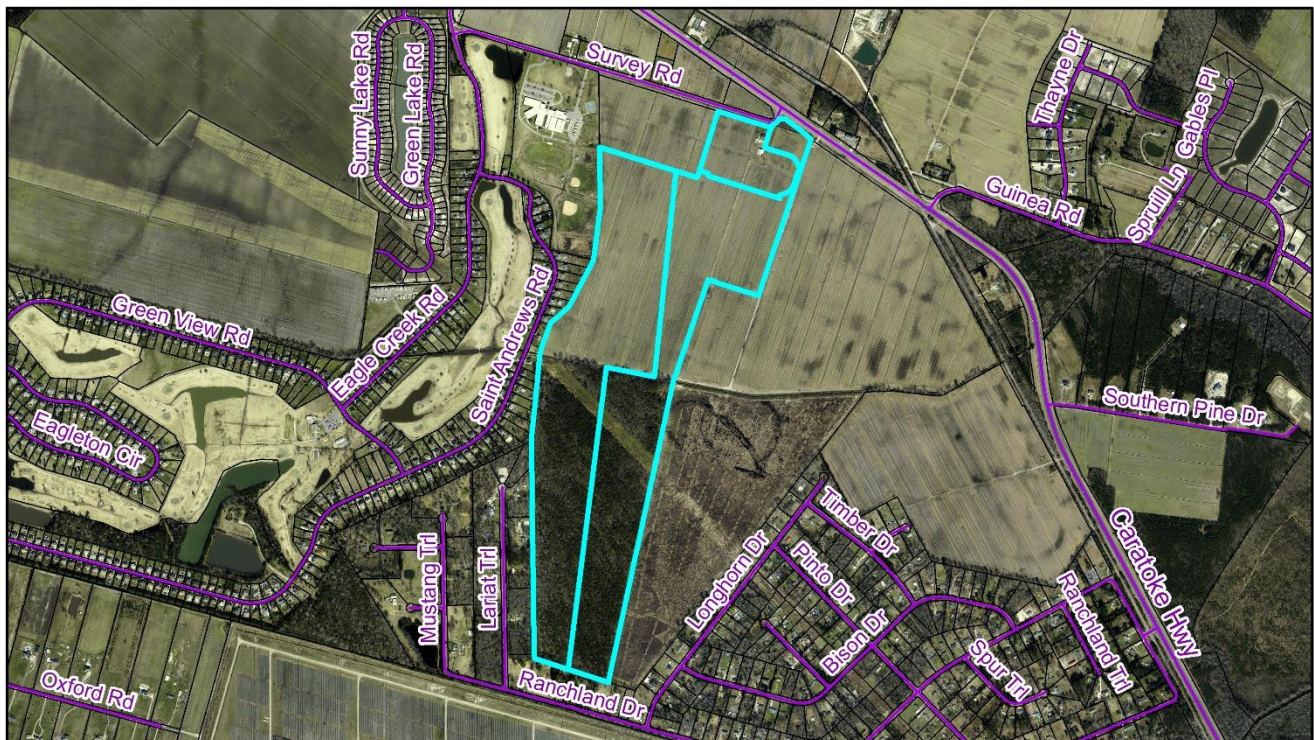 Survey Rd
Thayne Dr
Sunny Lake Rd
Green Lake Rd
Gables Pl
Spruill Ln
Guinea Rd
Green View Rd
Eagle Creek Rd
Saint Andrews Rd
Eagleton Cir
Southern Pine Dr
Timber Dr
Caratoke Hwy
Mustang Trl
Lariat Trl
Longhorn Dr
Pinto Dr
Bison Dr
Ranchland Trl
Spur Trl
Oxford Rd
Ranchland Dr